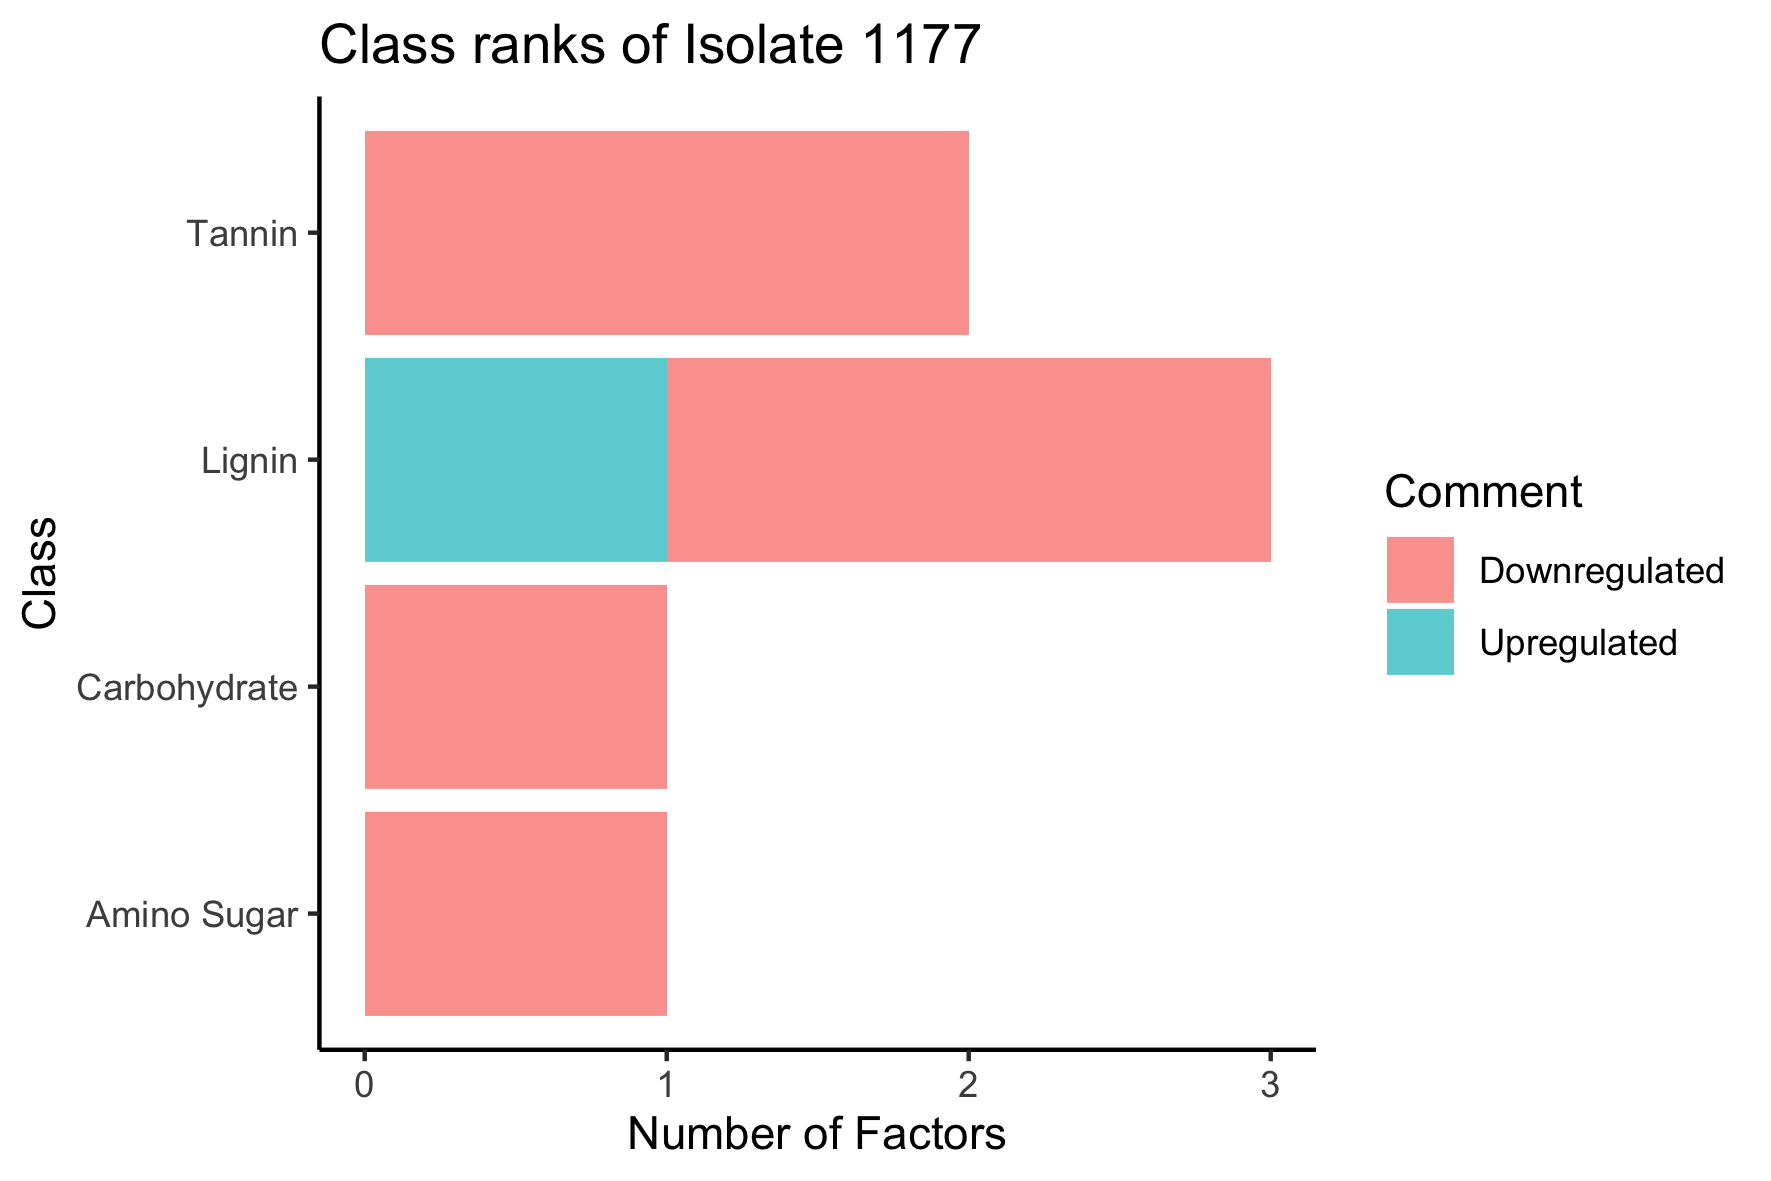 Class ranks of Isolate 1177
Class
Tannin
Lignin
Carbohydrate
Amino Sugar
0 1 2 3
Number of Factors
Comment
Downregulated
Upregulated